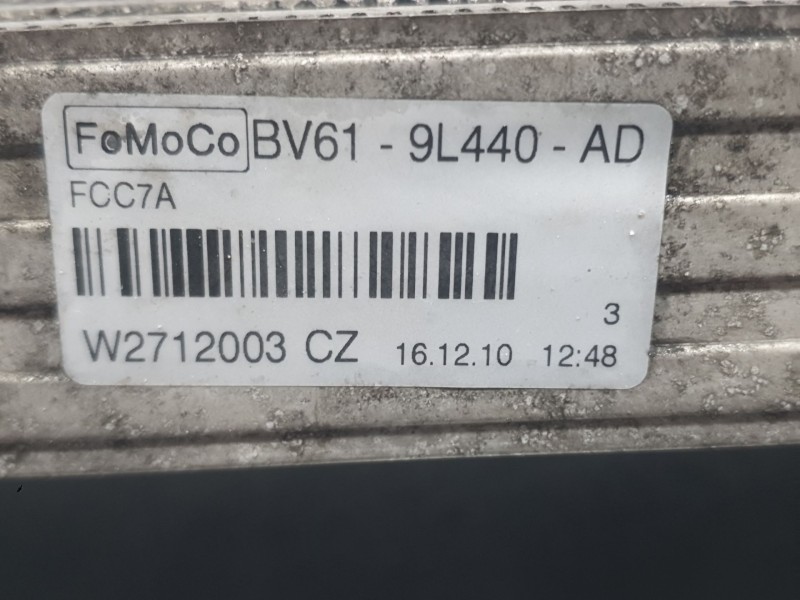 FoMoCo BV61 - 9L440 - AD
FCC7A
3
W2712003 CZ 16.12.10 12:48